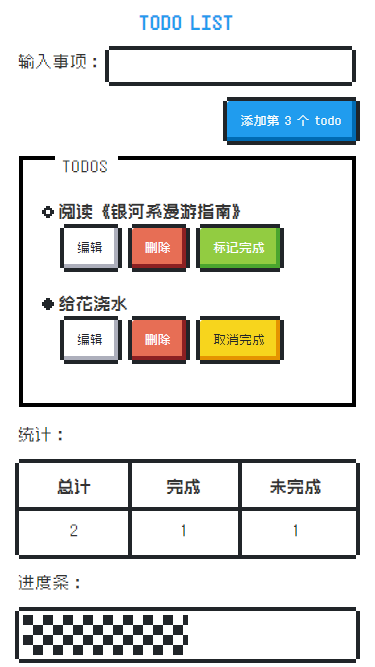 TODO LIST
输入事项：
添加第 3 个 todo
TODOS
阅读《银河系漫游指南》
编辑 删除 标记完成
给花浇水
编辑 删除 取消完成
统计：
总计 完成 未完成
2 1 1
进度条：